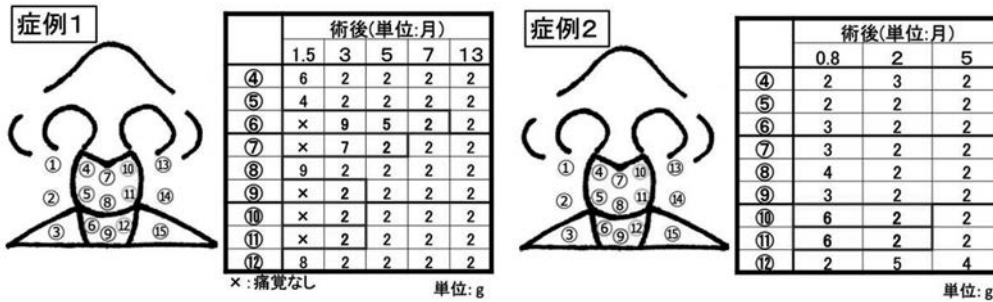 症例1
① ④ ⑦ ⑩ ⑬
② ⑤ ⑧ ⑪ ⑭
③ ⑥ ⑨ ⑫ ⑮
術後(単位:月)
1.5 3 5 7 13
④ 6 2 2 2 2
⑤ 4 2 2 2 2
⑥ × 9 5 2 2
⑦ × 7 2 2 2
⑧ 9 2 2 2 2
⑨ × 2 2 2 2
⑩ × 2 2 2 2
⑪ × 2 2 2 2
⑫ 8 2 2 2 2
×:痛覚なし
単位:g
症例2
① ④ ⑦ ⑩ ⑬
② ⑤ ⑧ ⑪ ⑭
③ ⑥ ⑨ ⑫ ⑮
術後(単位:月)
0.8 2 5
④ 2 3 2
⑤ 2 2 2
⑥ 3 2 2
⑦ 3 2 2
⑧ 4 2 2
⑨ 3 2 2
⑩ 6 2 2
⑪ 6 2 2
⑫ 2 5 4
単位:g